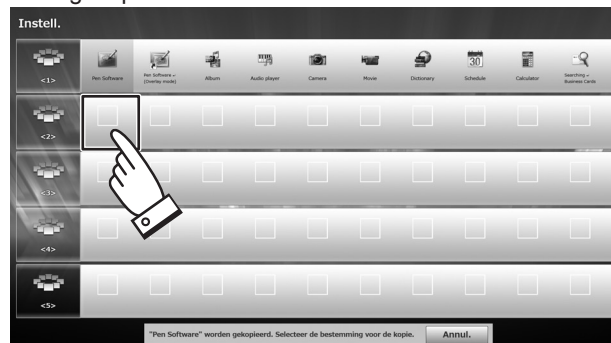 Instell.
<1>
Pen Software
Pen Software
(Overlay mode)
Album
Audio player
Camera
Movie
Dictionary
30
Schedule
Calculator
Searching
Business Cards
<2>
<3>
<4>
<5>
"Pen Software" worden gekopieerd. Selecteer de bestemming voor de kopie.
Annul.